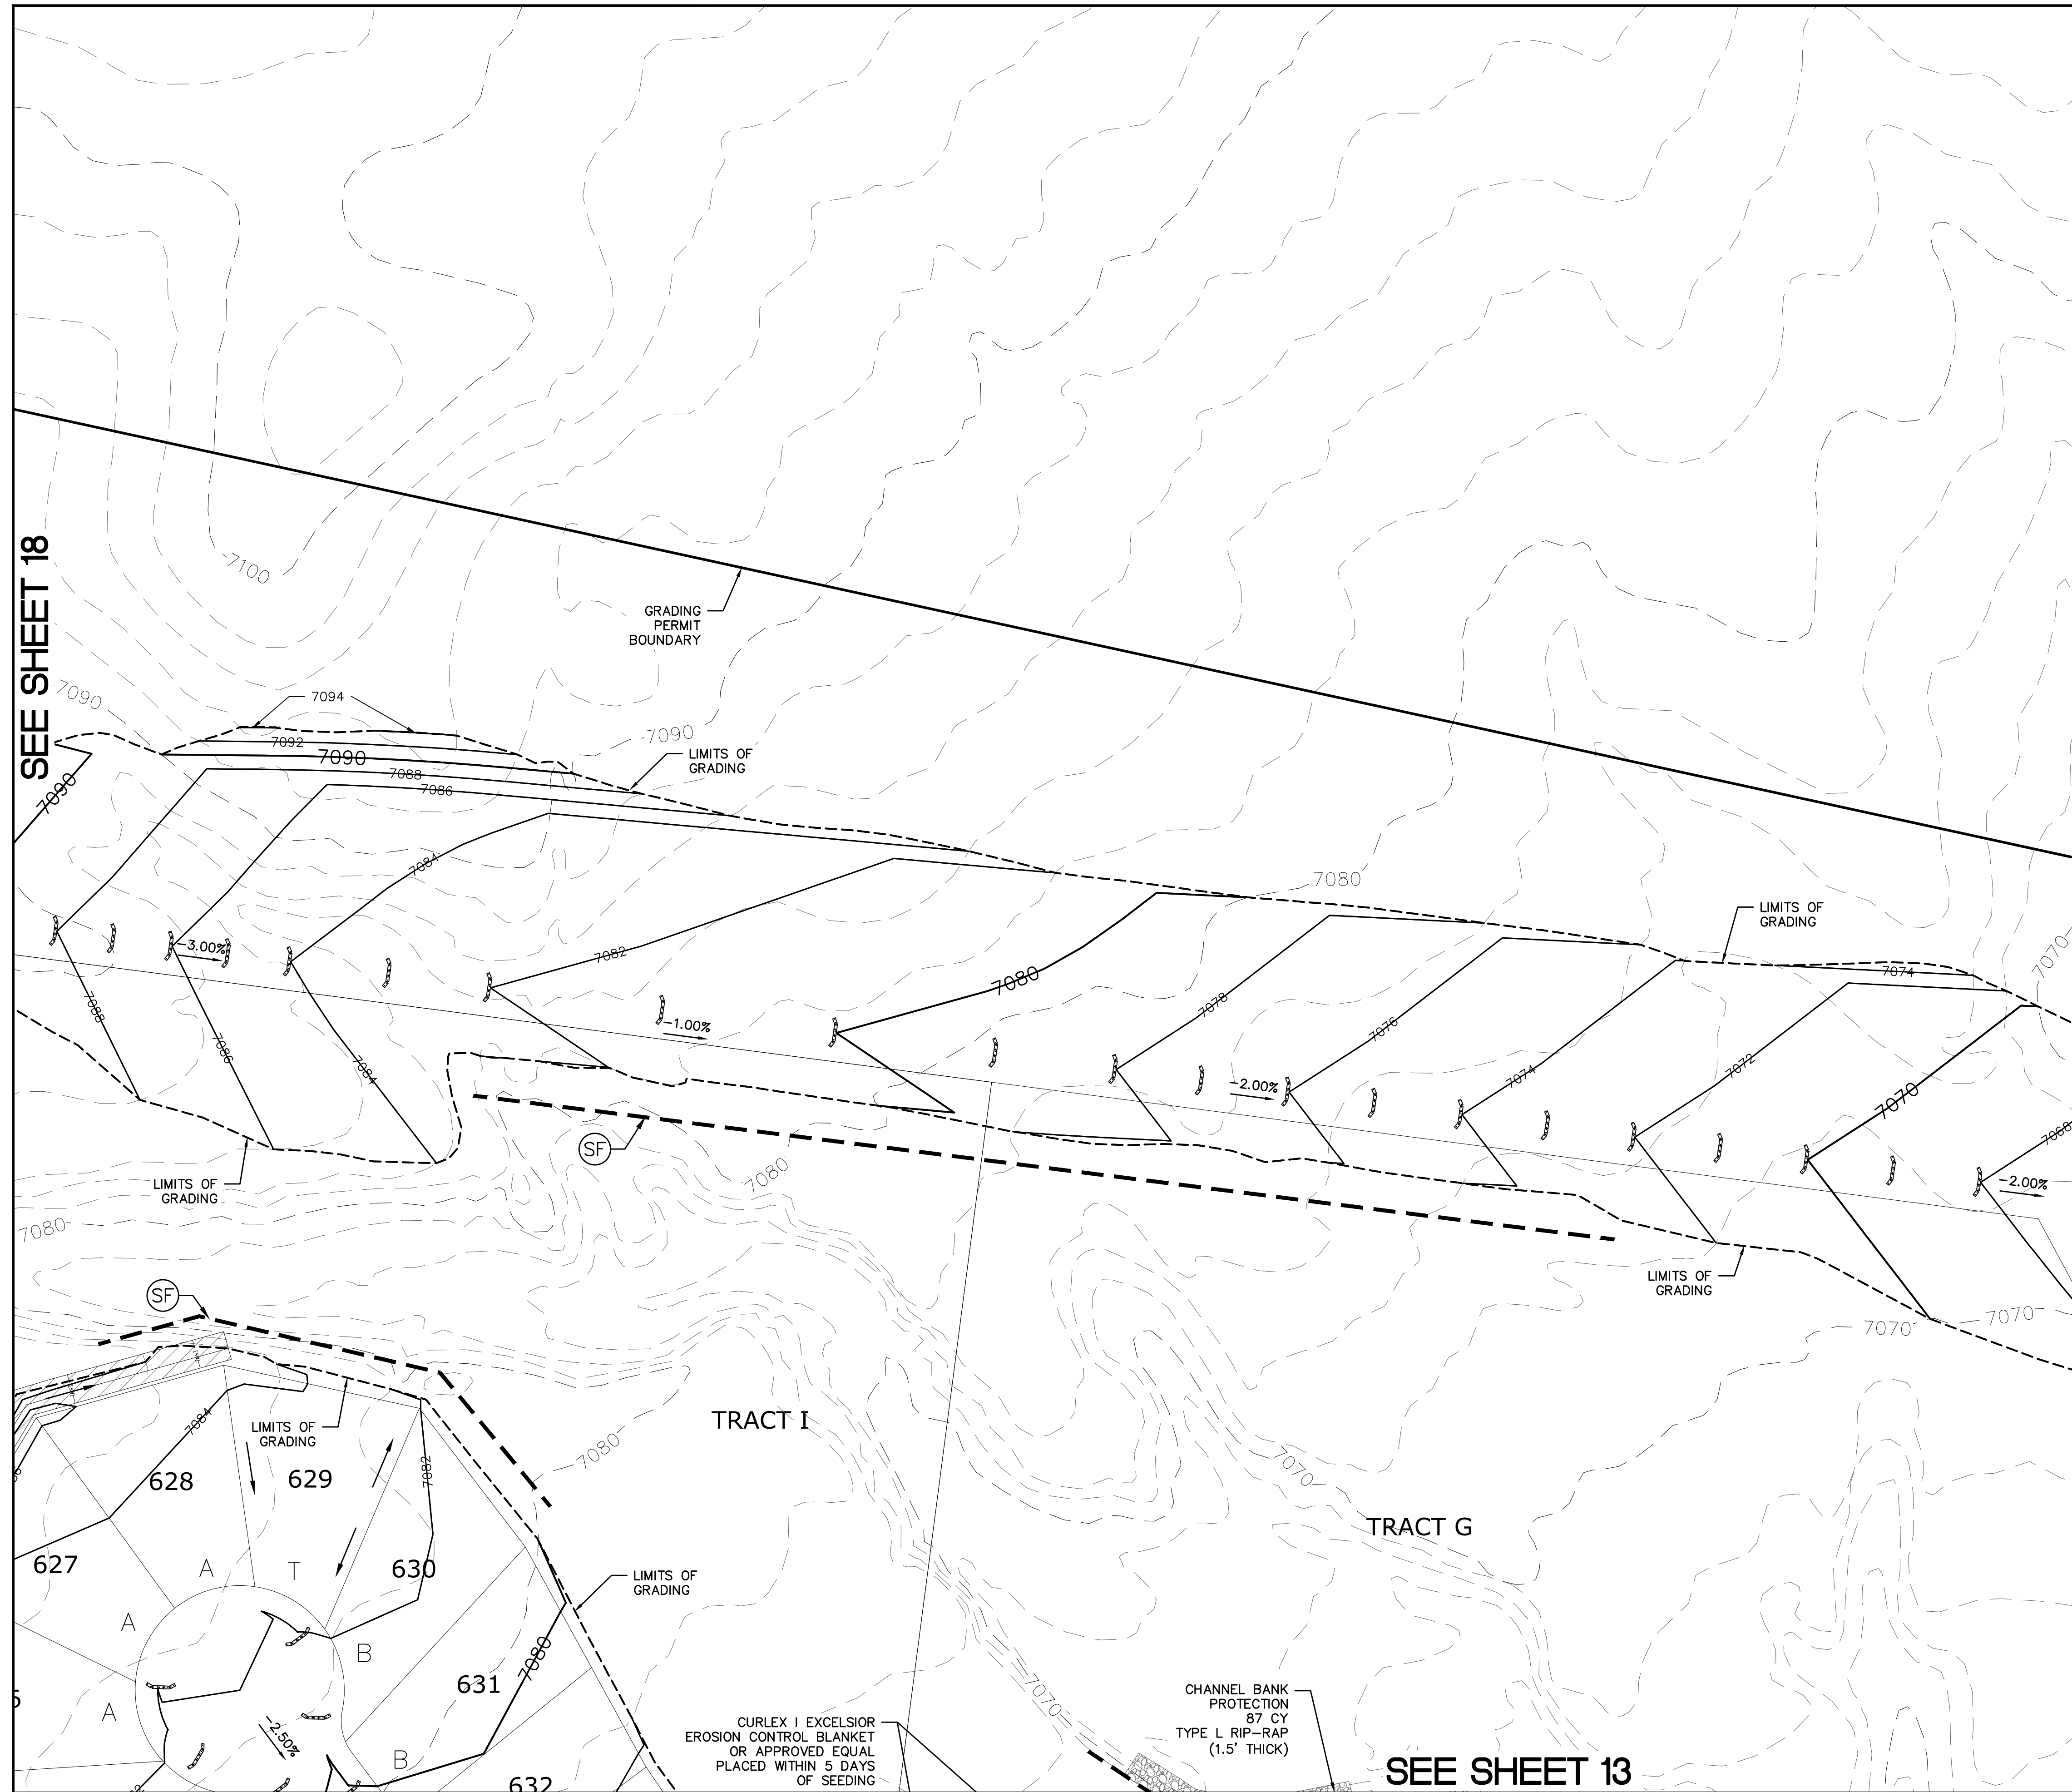 SEE SHEET 18
7100
GRADING
PERMIT
BOUNDARY
7090
7094
7092
7090
7088
7086
7090
LIMITS OF
GRADING
7090
7084
7080
LIMITS OF
GRADING
7070
-3.00%
7082
7080
7078
7076
7074
7074
7072
7070
7068
7088
7086
7084
-1.00%
-2.00%
-2.00%
SF
7080
LIMITS OF
GRADING
7080
LIMITS OF
GRADING
7070
7070
SF
LIMITS OF
GRADING
7084
7082
628
629
TRACT I
7080
7070
TRACT G
627
A
T
630
LIMITS OF
GRADING
A
B
7080
631
7070
A
-2.50%
B
632
CURLEX I EXCELSIOR
EROSION CONTROL BLANKET
OR APPROVED EQUAL
PLACED WITHIN 5 DAYS
OF SEEDING
CHANNEL BANK
PROTECTION
87 CY
TYPE L RIP-RAP
(1.5' THICK)
SEE SHEET 13